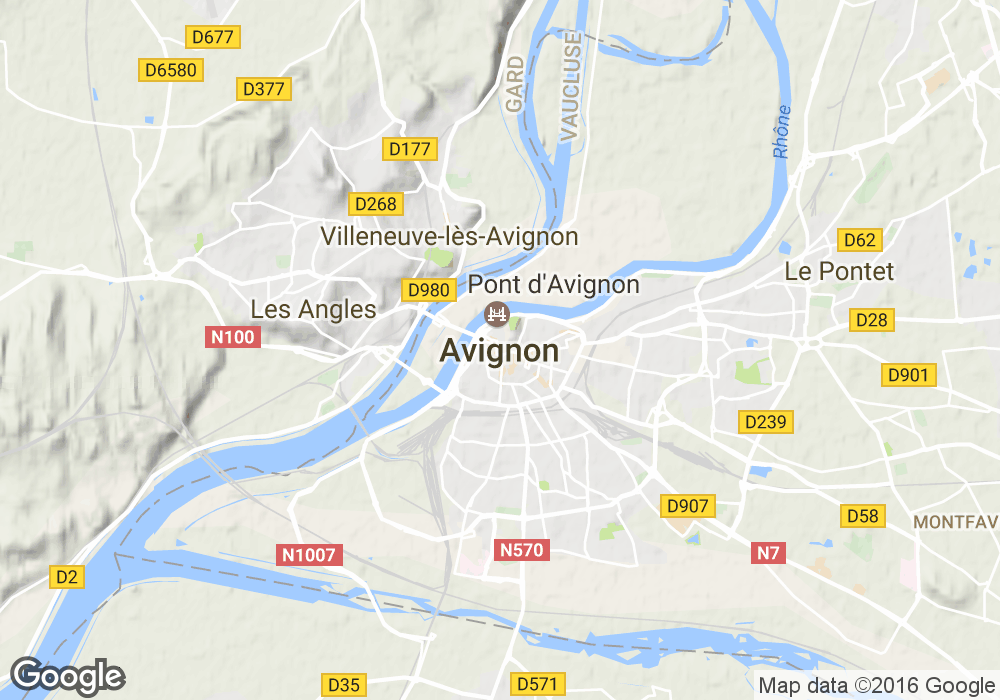 D677
D6580
D377
GARD
VAUCLUSE
Rhône
D177
D268
Villeneuve-lès-Avignon
D62
Le Pontet
D980
Pont d'Avignon
Les Angles
N100
D28
Avignon
D901
D239
D907
D58
MONTFAV
N1007
N570
N7
D2
Google
D35
D571
Map data ©2016 Google